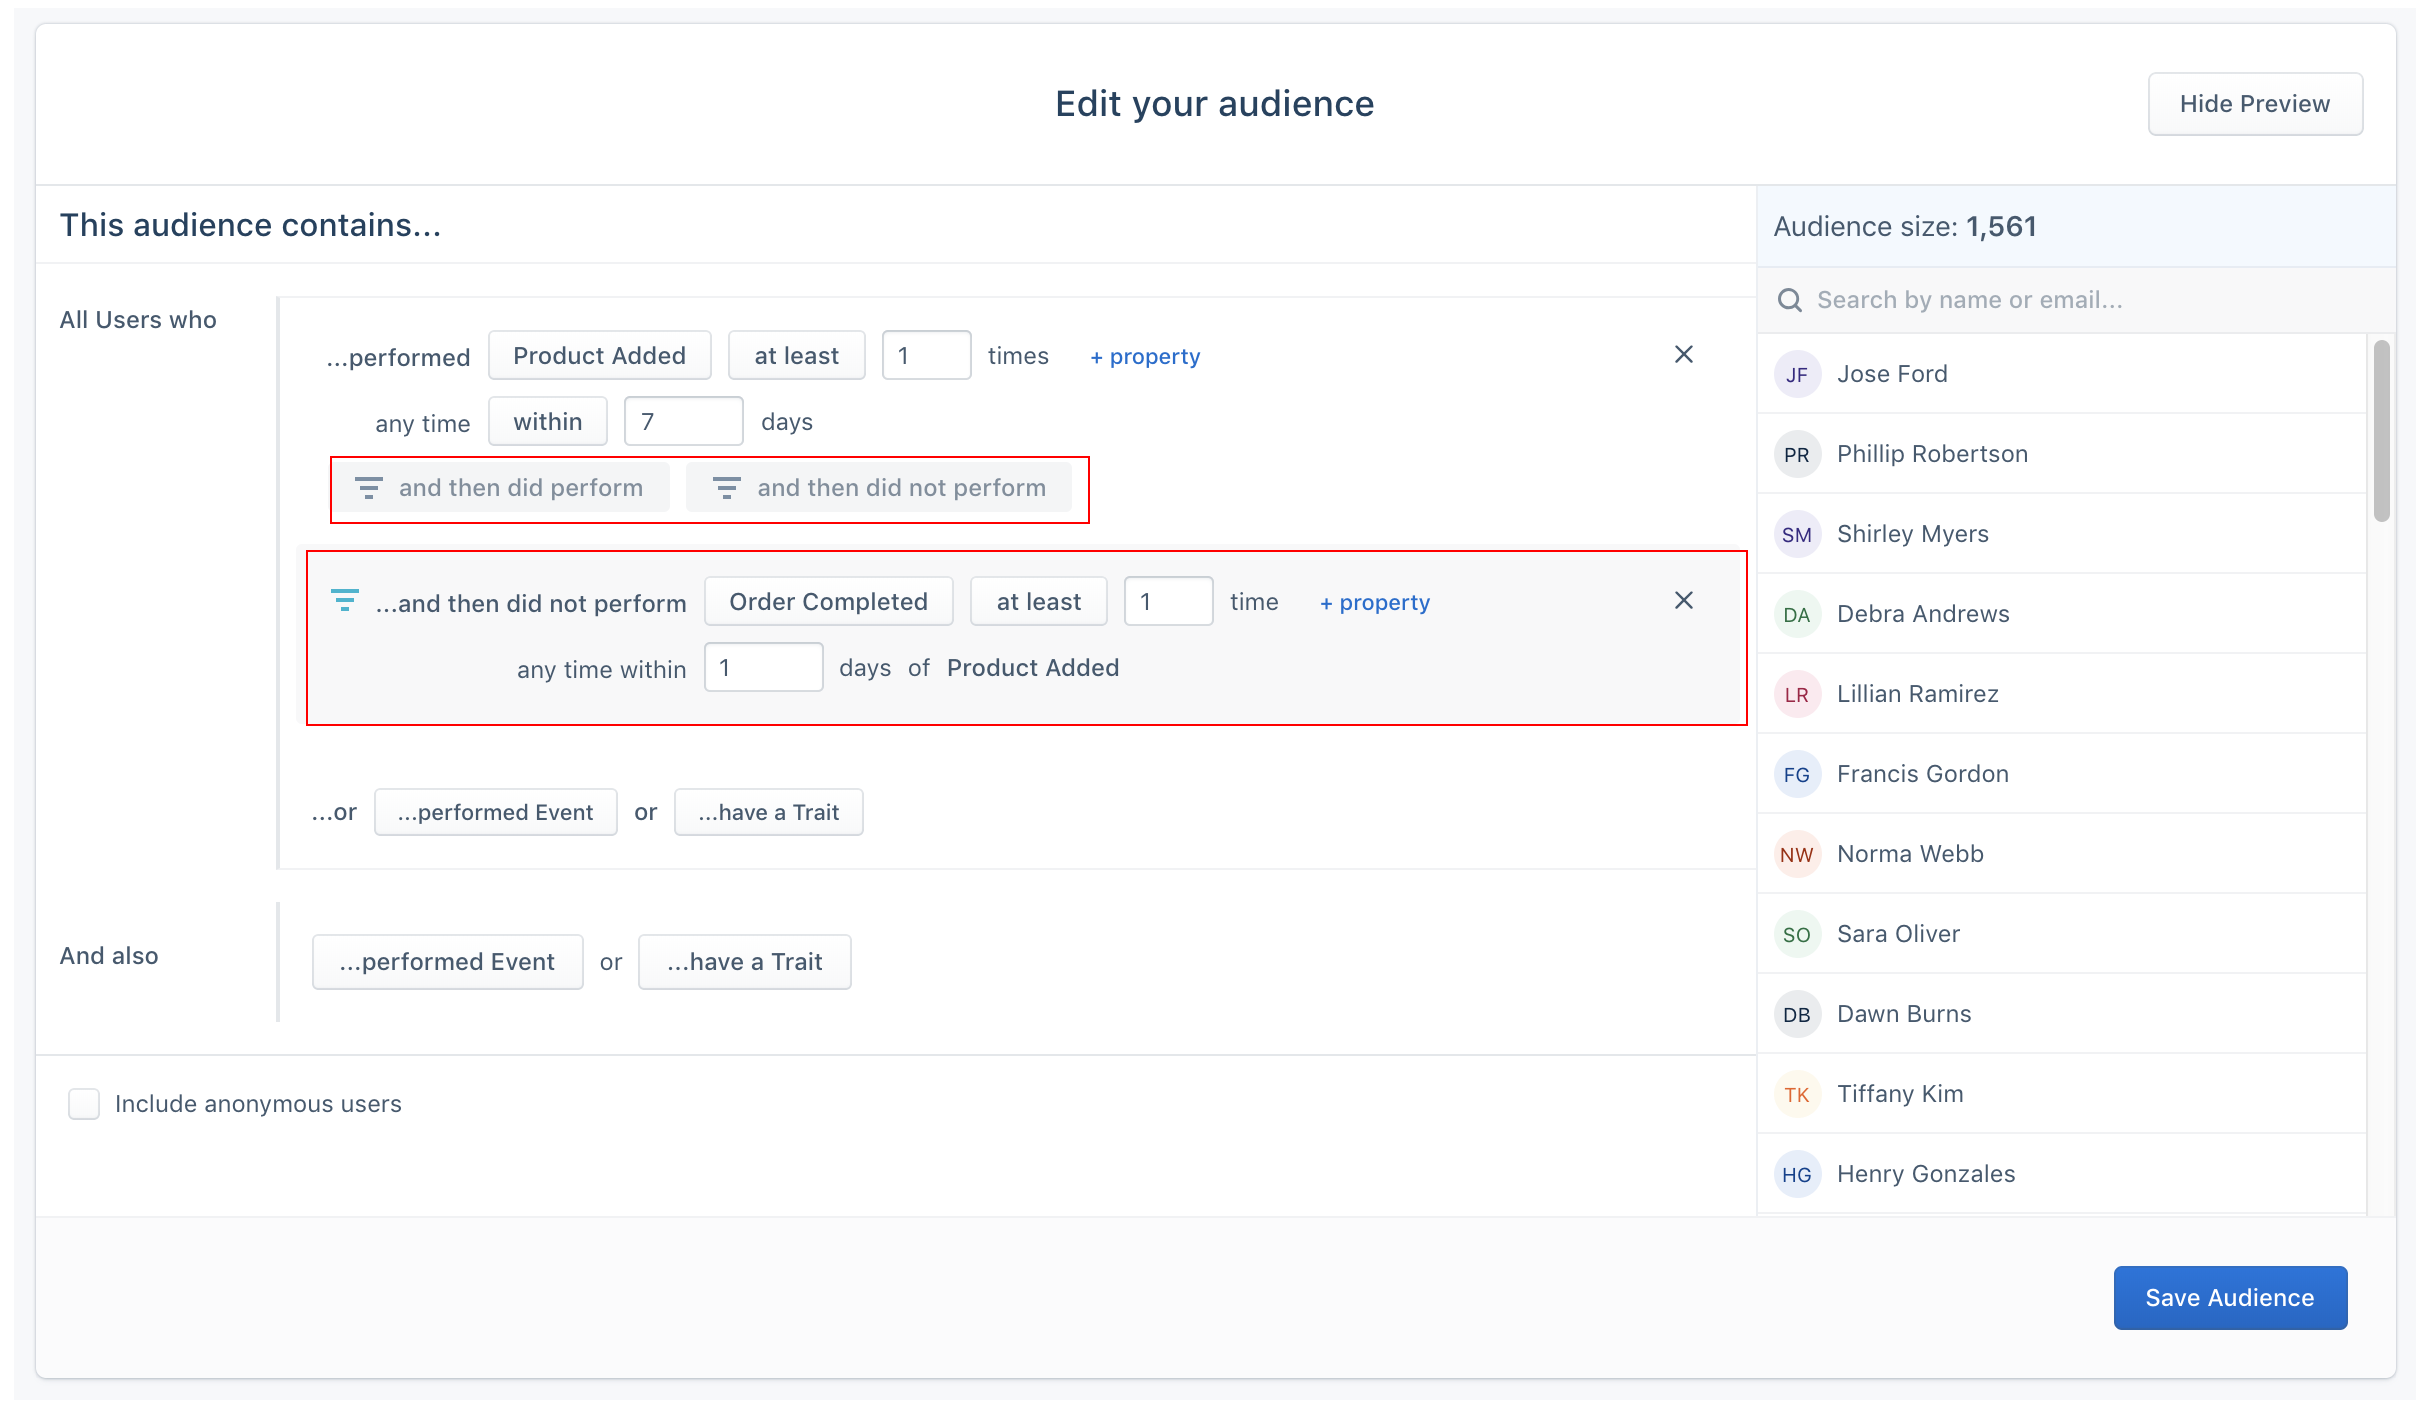 Edit your audience
Hide Preview
This audience contains...
All Users who
...performed Product Added at least 1 times + property
any time within 7 days
and then did perform and then did not perform
...and then did not perform Order Completed at least 1 time + property
any time within 1 days of Product Added
...or ...performed Event or ...have a Trait
And also ...performed Event or ...have a Trait
Include anonymous users
Audience size: 1,561
Search by name or email...
JF Jose Ford
PR Phillip Robertson
SM Shirley Myers
DA Debra Andrews
LR Lillian Ramirez
FG Francis Gordon
NW Norma Webb
SO Sara Oliver
DB Dawn Burns
TK Tiffany Kim
HG Henry Gonzales
Save Audience